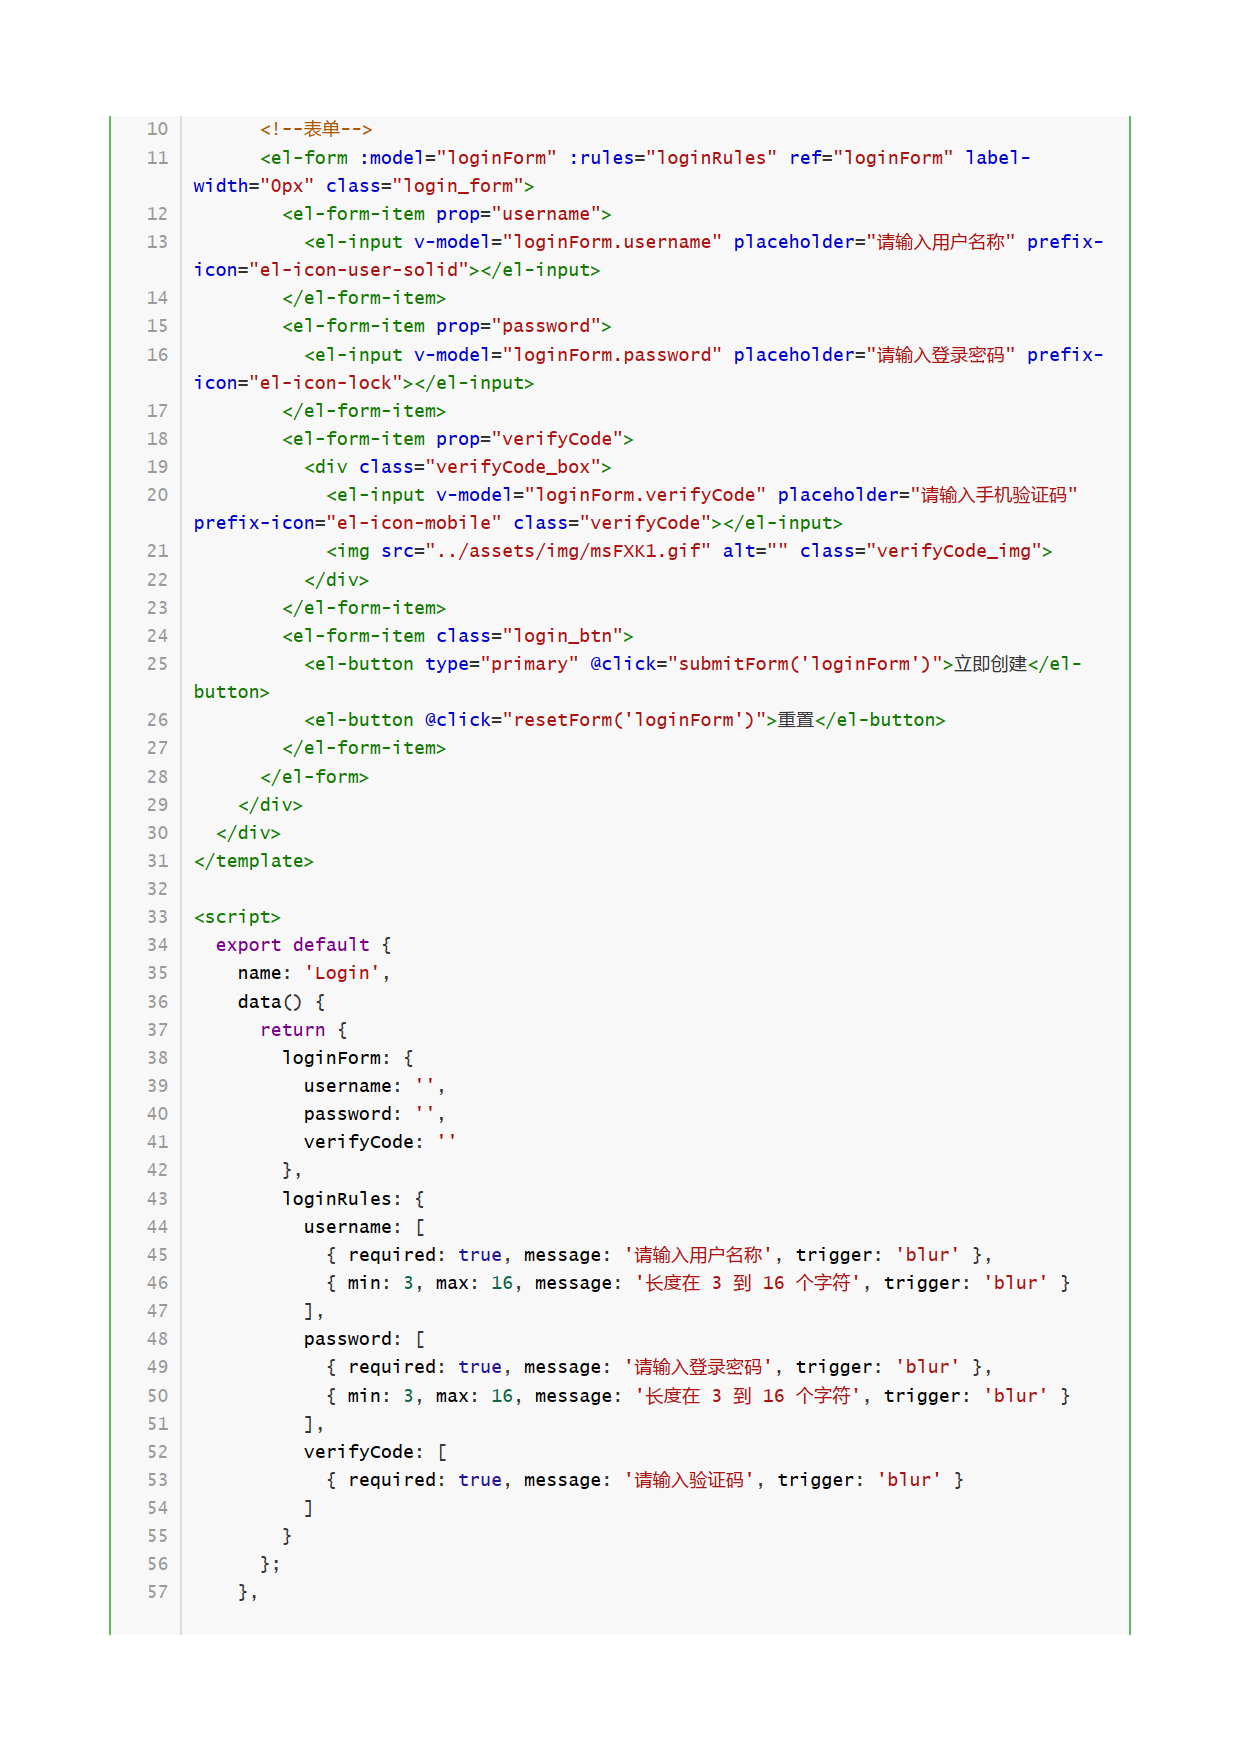 10       <!--表单-->
11       <el-form :model="loginForm" :rules="loginRules" ref="loginForm" label-
width="0px" class="login_form">
12         <el-form-item prop="username">
13           <el-input v-model="loginForm.username" placeholder="请输入用户名称" prefix-
icon="el-icon-user-solid"></el-input>
14         </el-form-item>
15         <el-form-item prop="password">
16           <el-input v-model="loginForm.password" placeholder="请输入登录密码" prefix-
icon="el-icon-lock"></el-input>
17         </el-form-item>
18         <el-form-item prop="verifyCode">
19           <div class="verifyCode_box">
20             <el-input v-model="loginForm.verifyCode" placeholder="请输入手机验证码"
prefix-icon="el-icon-mobile" class="verifyCode"></el-input>
21             <img src="../assets/img/msFXK1.gif" alt="" class="verifyCode_img">
22           </div>
23         </el-form-item>
24         <el-form-item class="login_btn">
25           <el-button type="primary" @click="submitForm('loginForm')">立即创建</el-
button>
26           <el-button @click="resetForm('loginForm')">重置</el-button>
27         </el-form-item>
28       </el-form>
29     </div>
30   </div>
31 </template>
32
33 <script>
34   export default {
35     name: 'Login',
36     data() {
37       return {
38         loginForm: {
39           username: '',
40           password: '',
41           verifyCode: ''
42         },
43         loginRules: {
44           username: [
45             { required: true, message: '请输入用户名称', trigger: 'blur' },
46             { min: 3, max: 16, message: '长度在 3 到 16 个字符', trigger: 'blur' }
47           ],
48           password: [
49             { required: true, message: '请输入登录密码', trigger: 'blur' },
50             { min: 3, max: 16, message: '长度在 3 到 16 个字符', trigger: 'blur' }
51           ],
52           verifyCode: [
53             { required: true, message: '请输入验证码', trigger: 'blur' }
54           ]
55         }
56       };
57     },